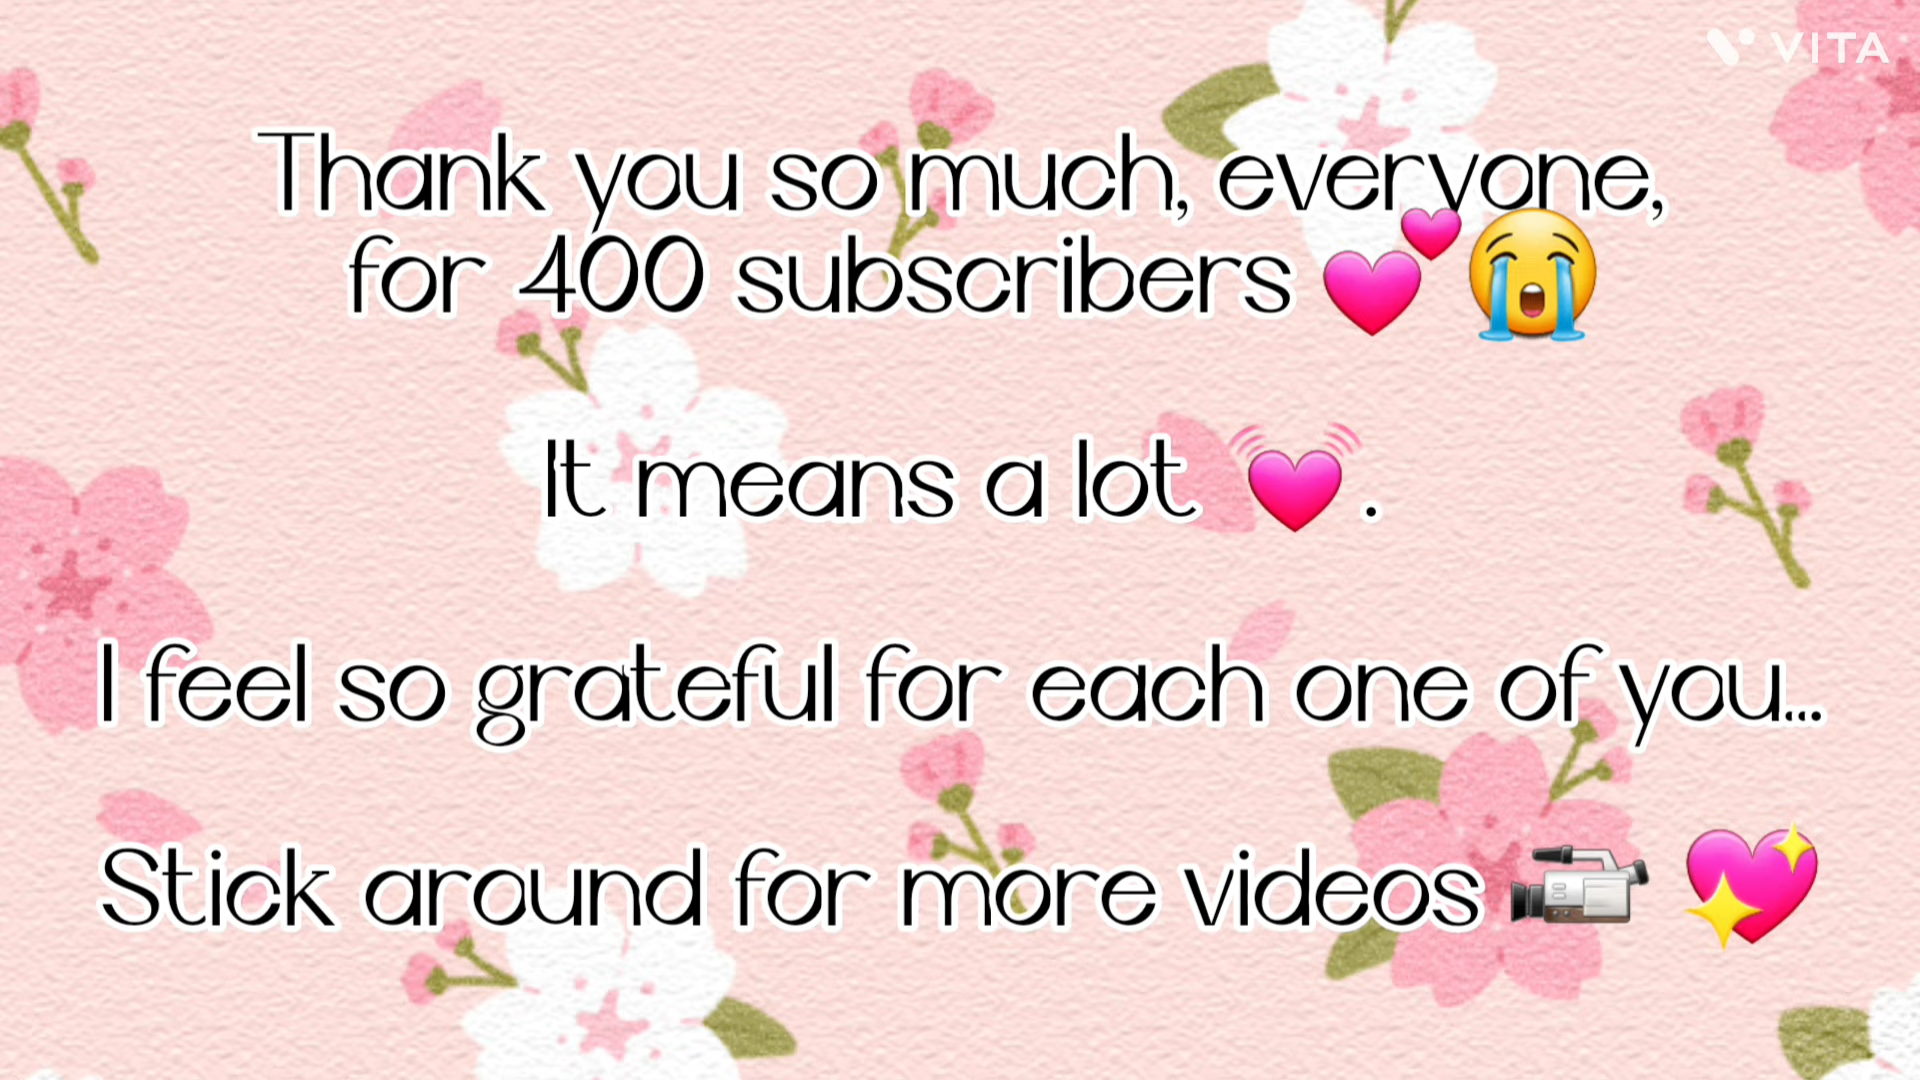 VITA
Thank you so much, everyone,
for 400 subscribers 💕😭
It means a lot 💓.
I feel so grateful for each one of you...
Stick around for more videos 📹 💖